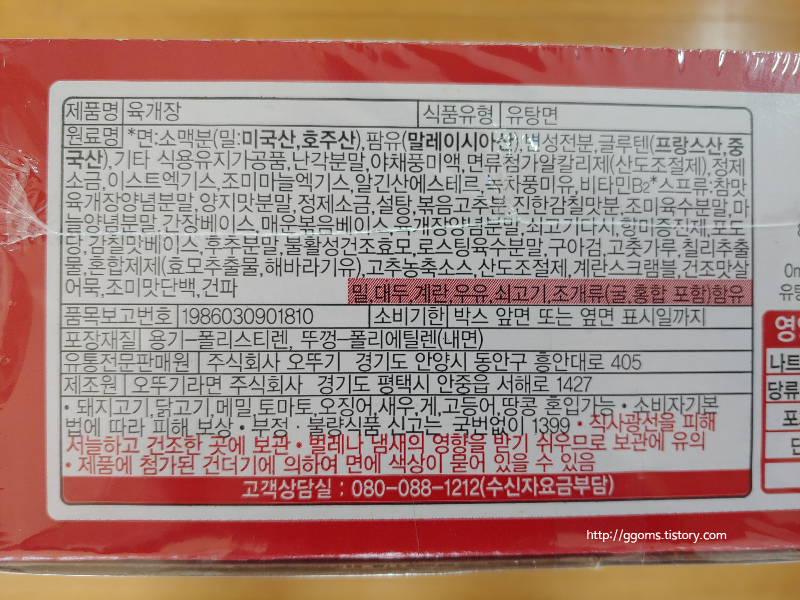 제품명 육개장 식품유형 유탕면
원료명 *면:소맥분(밀:미국산,호주산),팜유(말레이시아산),변성전분,글루텐(프랑스산,중
국산),기타 식용유지가공품,난각분말,야채풍미액,면류첨가알칼리제(산도조절제),정제
소금,이스트엑기스,조미마늘엑기스,알긴산에스테르,녹차풍미유,비타민B₂*스프류:참맛
육개장양념분말,양지맛분말,정제소금,설탕,볶음고추분,진한감칠맛분,조미육수분말,마
늘양념분말,간장베이스,매운볶음베이스,육개장양념분말,쇠고기다시,향미증진제,포도
당,감칠맛베이스,후추분말,불활성건조효모,로스팅육수분말,구아검,고춧가루,칠리추출
물,혼합제제(효모추출물,해바라기유),고추농축소스,산도조절제,계란스크램블,건조맛살
어묵,조미맛단백,건파 밀,대두,계란,우유,쇠고기,조개류(굴,홍합 포함)함유
품목보고번호 1986030901810 소비기한 박스 앞면 또는 옆면 표시일까지
포장재질 용기-폴리스티렌, 뚜껑-폴리에틸렌(내면)
유통전문판매원 주식회사 오뚜기 경기도 안양시 동안구 흥안대로 405
제조원 오뚜기라면 주식회사 경기도 평택시 안중읍 서해로 1427
• 돼지고기,닭고기,메밀,토마토,오징어,새우,게,고등어,땅콩 혼입가능 • 소비자기본
법에 따라 피해 보상 • 부정 · 불량식품 신고는 국번없이 1399 • 직사광선을 피해
서늘하고 건조한 곳에 보관 • 벌레나 냄새의 영향을 받기 쉬우므로 보관에 유의
• 제품에 첨가된 건더기에 의하여 면에 색상이 묻어 있을 수 있음
고객상담실 : 080-088-1212(수신자요금부담)
영
나트
당류
http://ggoms.tistory.com